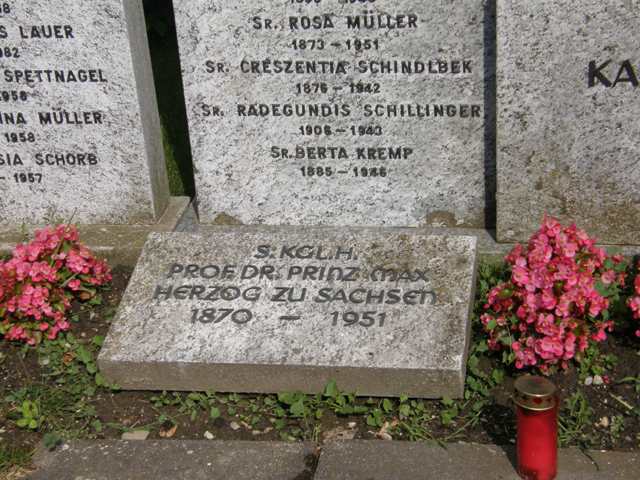 S LAUER
1982
SPETTNAGEL
1958
INA MÜLLER
1958
SIA SCHORB
- 1957
SR. ROSA MÜLLER
1873 - 1951
SR. CRESZENTIA SCHINDLBEK
1876 - 1942
SR. RADEGUNDIS SCHILLINGER
1906 - 1943
SR. BERTA KREMP
1885 - 1946
KA
S. KGL. H.
PROF. DR. PRINZ MAX
HERZOG ZU SACHSEN
1870 - 1951